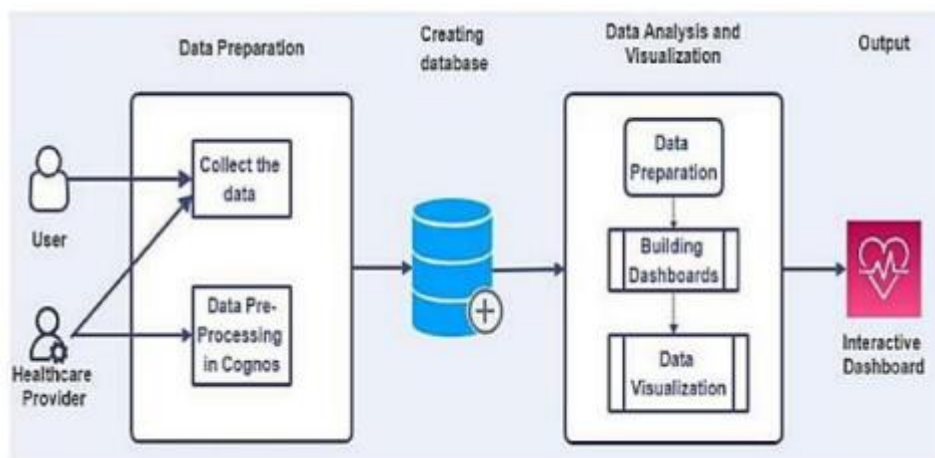 Data Preparation
Creating
database
Data Analysis and
Visualization
Output
Collect the
data
User
Data Pre-
Processing
in Cognos
Healthcare
Provider
Data
Preparation
Building
Dashboards
Data
Visualization
Interactive
Dashboard